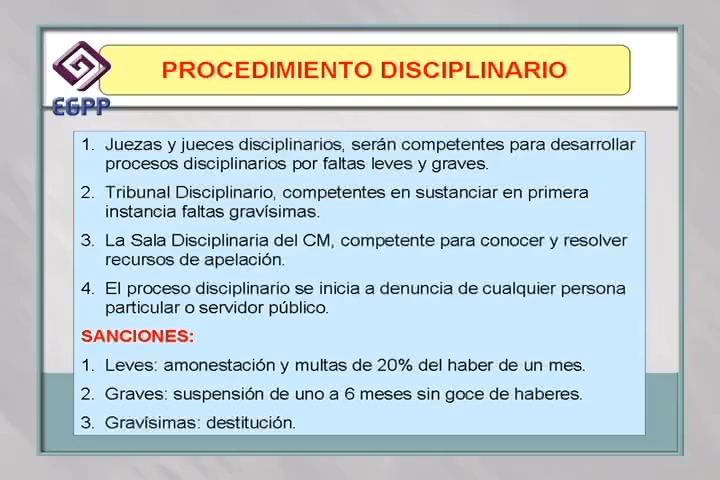 PROCEDIMIENTO DISCIPLINARIO
EGPP
1. Juezas y jueces disciplinarios, serán competentes para desarrollar
procesos disciplinarios por faltas leves y graves.
2. Tribunal Disciplinario, competentes en sustanciar en primera
instancia faltas gravísimas.
3. La Sala Disciplinaria del CM, competente para conocer y resolver
recursos de apelación.
4. El proceso disciplinario se inicia a denuncia de cualquier persona
particular o servidor público.
SANCIONES:
1. Leves: amonestación y multas de 20% del haber de un mes.
2. Graves: suspensión de uno a 6 meses sin goce de haberes.
3. Gravísimas: destitución.